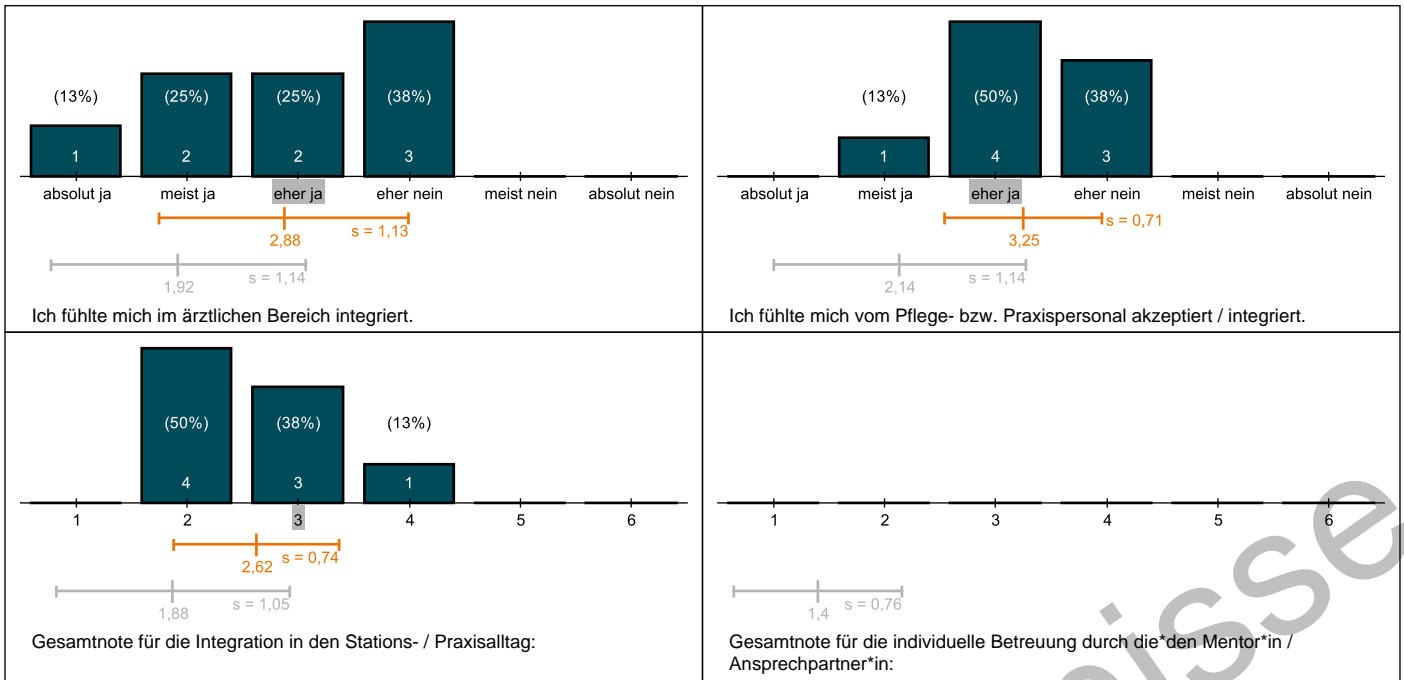 (13%) (25%) (25%) (38%)
1 2 2 3
absolut ja meist ja eher ja eher nein meist nein absolut nein
s = 1,13
2,88
s = 1,14
1,92
Ich fühlte mich im ärztlichen Bereich integriert.
(13%) (50%) (38%)
1 4 3
absolut ja meist ja eher ja eher nein meist nein absolut nein
s = 0,71
3,25
s = 1,14
2,14
Ich fühlte mich vom Pflege- bzw. Praxispersonal akzeptiert / integriert.
(50%) (38%) (13%)
4 3 1
1 2 3 4 5 6
s = 0,74
2,62
s = 1,05
1,88
Gesamtnote für die Integration in den Stations- / Praxisalltag:
1 2 3 4 5 6
s = 0,76
1,4
Gesamtnote für die individuelle Betreuung durch die*den Mentor*in /
Ansprechpartner*in:
nisse